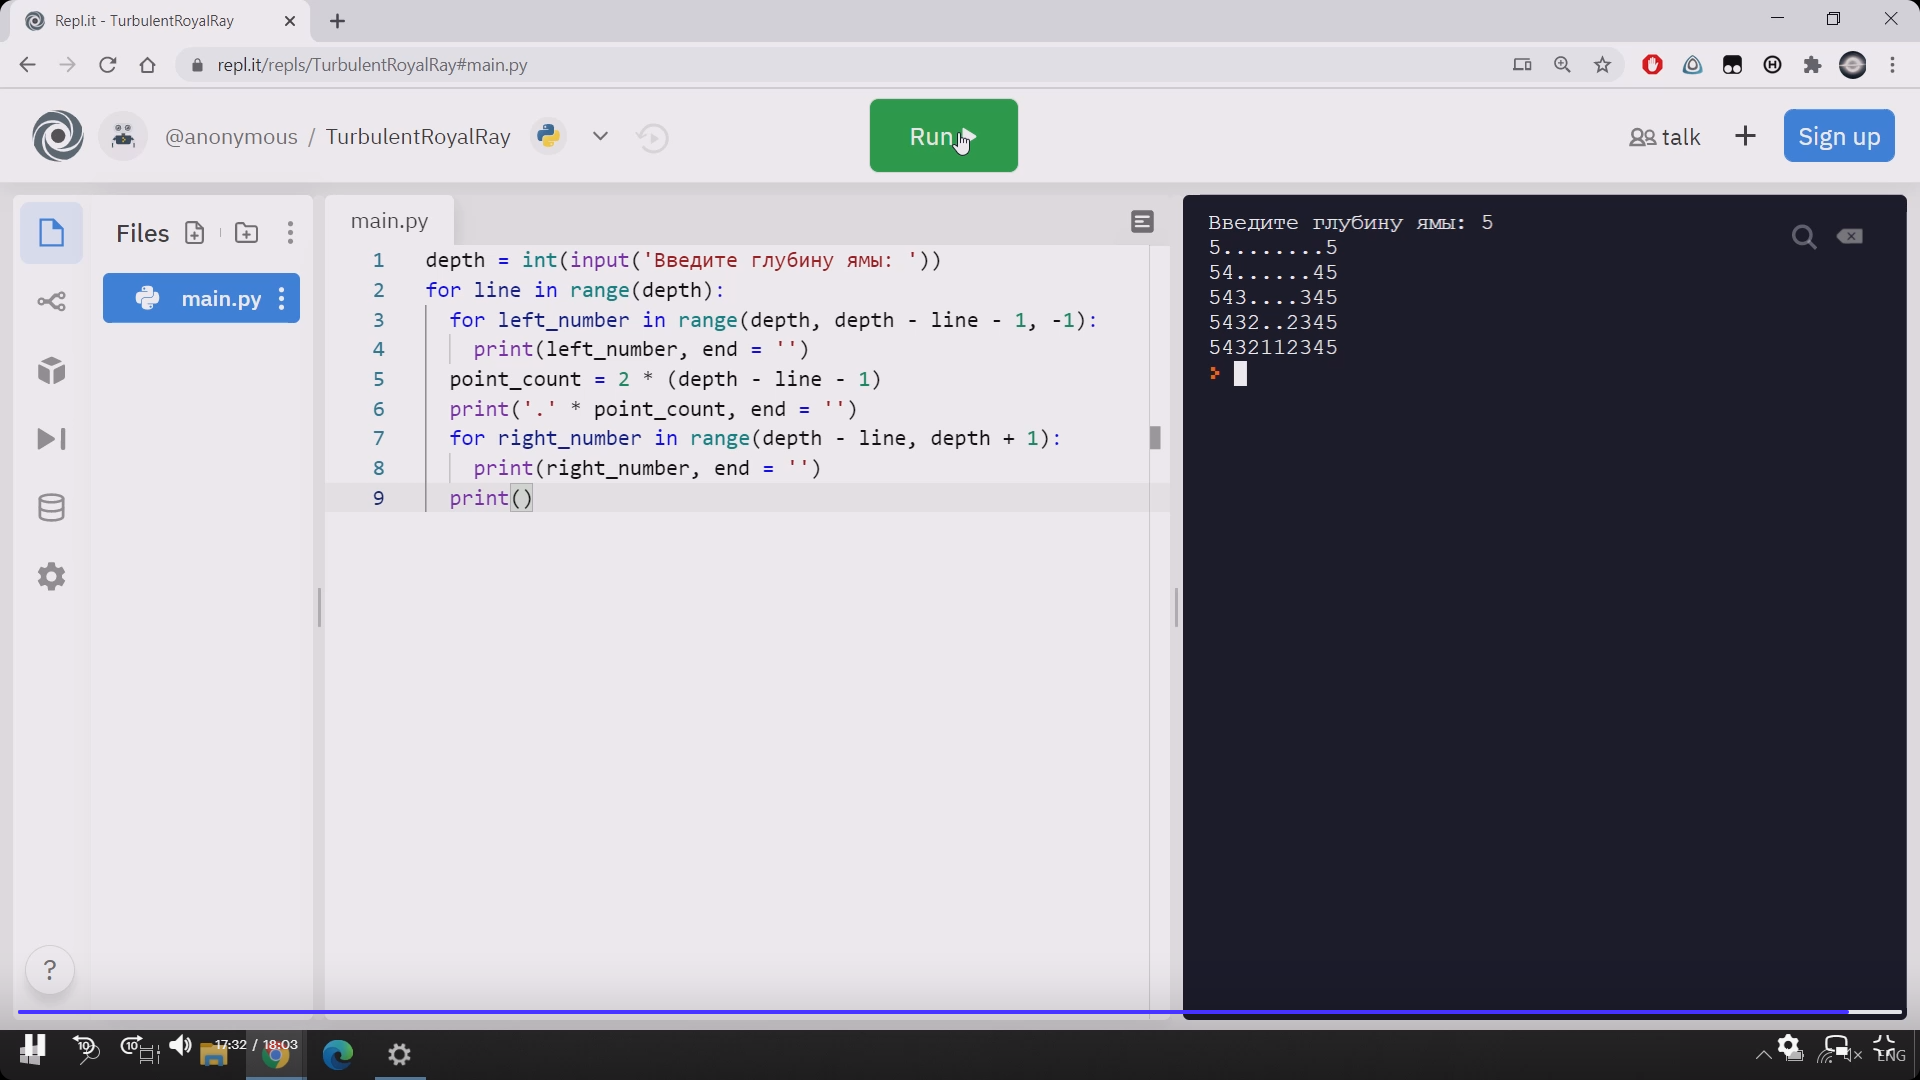 Repl.it - TurbulentRoyalRay
repl.it/repls/TurbulentRoyalRay#main.py
@anonymous / TurbulentRoyalRay
Run
talk
Sign up
Files
main.py
main.py
1 depth = int(input('Введите глубину ямы: '))
2 for line in range(depth):
3 for left_number in range(depth, depth - line - 1, -1):
4 print(left_number, end = '')
5 point_count = 2 * (depth - line - 1)
6 print('.' * point_count, end = '')
7 for right_number in range(depth - line, depth + 1):
8 print(right_number, end = '')
9 print()
Введите глубину ямы: 5
5........5
54......45
543....345
5432..2345
5432112345
?
10
10
17:32 / 18:03
ENG